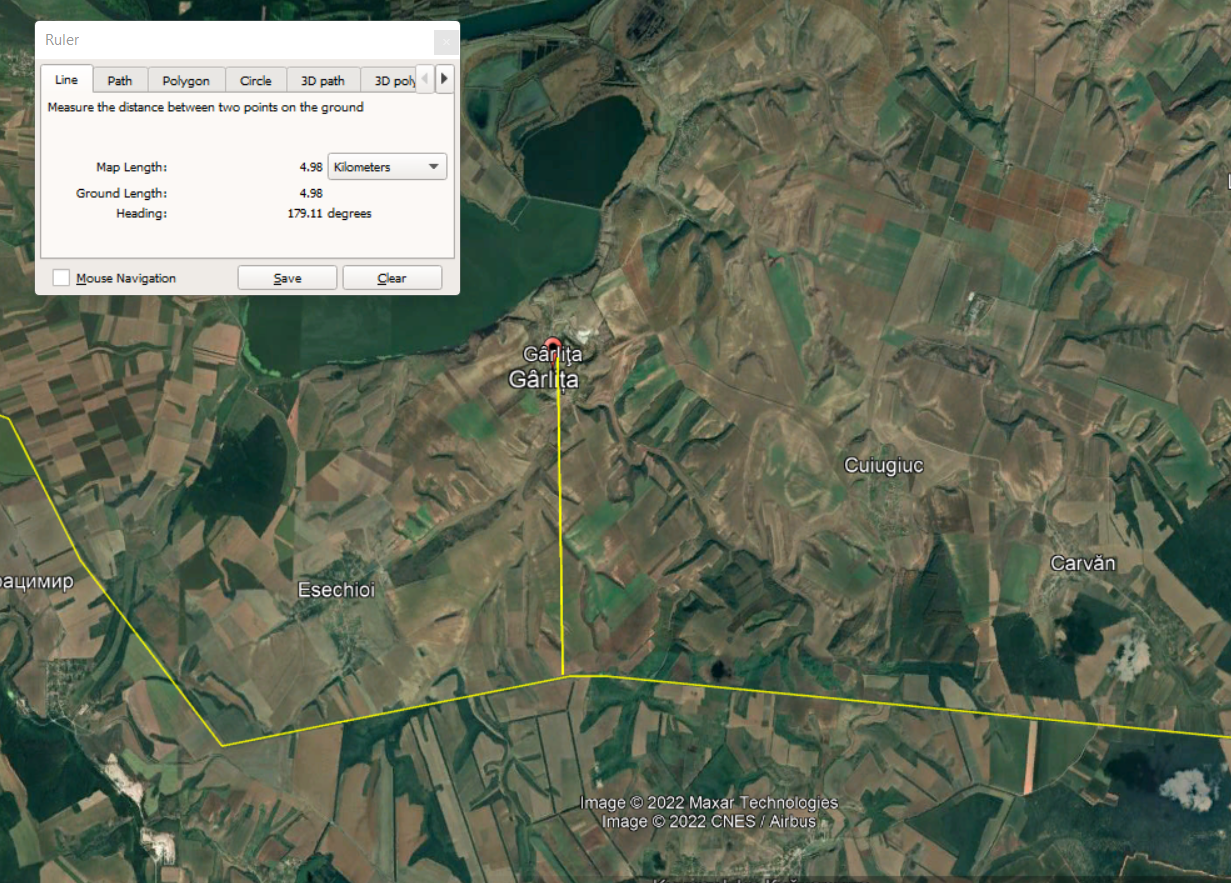 Ruler
Line Path Polygon Circle 3D path 3D poly
Measure the distance between two points on the ground
Map Length: 4.98 Kilometers
Ground Length: 4.98
Heading: 179.11 degrees
Mouse Navigation Save Clear
Gârlița
Gârlița
Cuiugiuc
Carvăn
рацимир
Esechioi
Image © 2022 Maxar Technologies
Image © 2022 CNES / Airbus